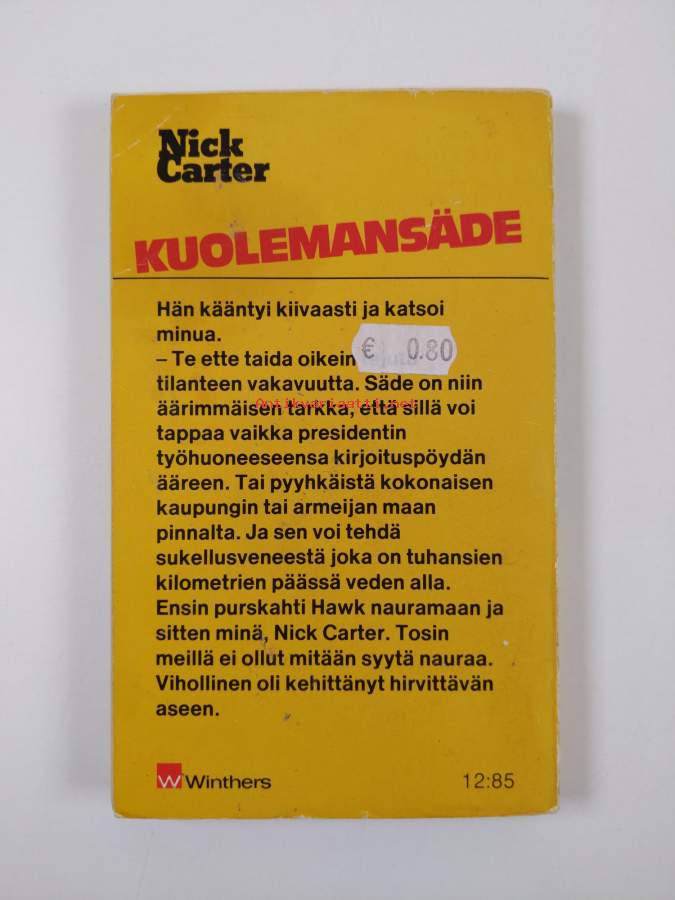 Nick
Carter
KUOLEMANSÄDE
Hän kääntyi kiivaasti ja katsoi
minua.
– Te ette taida oikein
€ 0.80
tilanteen vakavuutta. Säde on niin
äärimmäisen tarkka, että sillä voi
Antikvariaatti.net
tappaa vaikka presidentin
työhuoneeseensa kirjoituspöydän
ääreen. Tai pyyhkäistä kokonaisen
kaupungin tai armeijan maan
pinnalta. Ja sen voi tehdä
sukellusveneestä joka on tuhansien
kilometrien päässä veden alla.
Ensin purskahti Hawk nauramaan ja
sitten minä, Nick Carter. Tosin
meillä ei ollut mitään syytä nauraa.
Vihollinen oli kehittänyt hirvittävän
aseen.
W Winthers
12:85